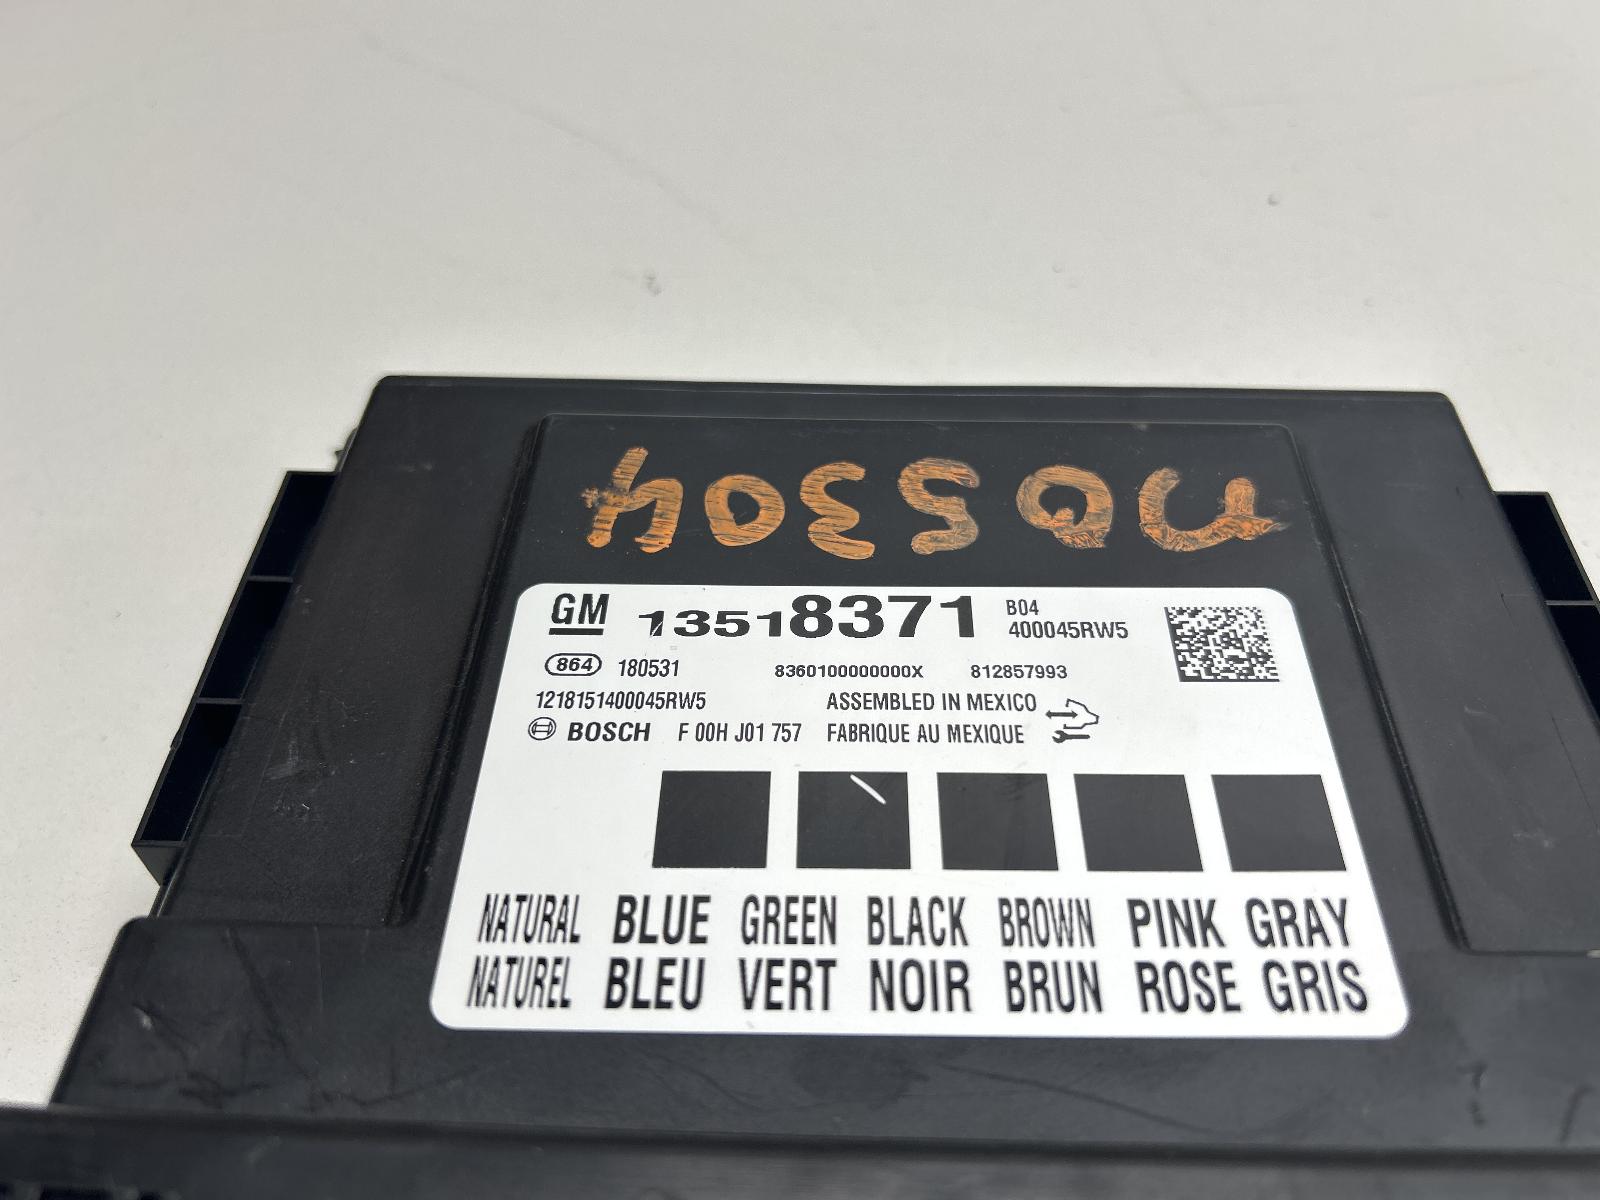 GM 13518371 B04
400045RW5
864 180531 8360100000000X 812857993
1218151400045RW5 ASSEMBLED IN MEXICO
BOSCH F 00H J01 757 FABRIQUE AU MEXIQUE
NATURAL BLUE GREEN BLACK BROWN PINK GRAY
NATUREL BLEU VERT NOIR BRUN ROSE GRIS